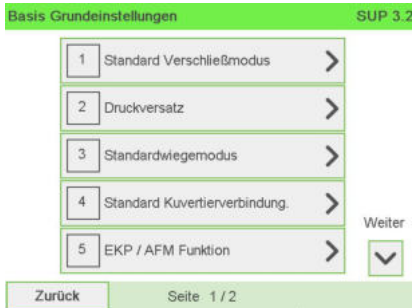 Basis Grundeinstellungen SUP 3.2
1 Standard Verschließmodus
2 Druckversatz
3 Standardwiegemodus
4 Standard Kuvertierverbindung.
5 EKP / AFM Funktion
Weiter
Zurück Seite 1 / 2